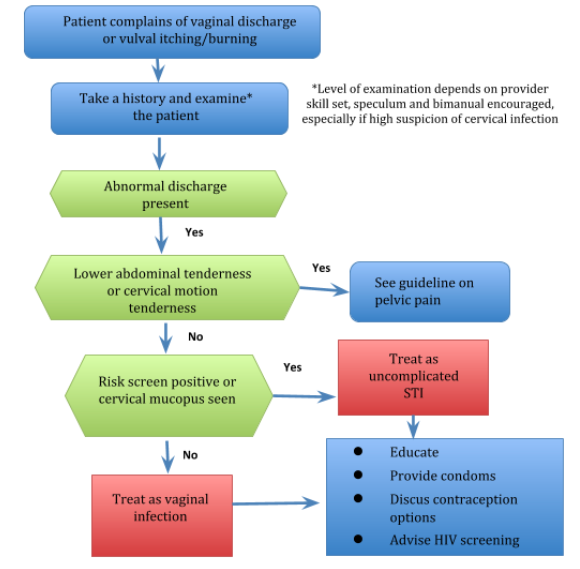 Patient complains of vaginal discharge
or vulval itching/burning
Take a history and examine*
the patient
*Level of examination depends on provider
skill set, speculum and bimanual encouraged,
especially if high suspicion of cervical infection
Abnormal discharge
present
Yes
Lower abdominal tenderness
or cervical motion
tenderness
Yes
See guideline on
pelvic pain
No
Risk screen positive or
cervical mucopus seen
Yes
Treat as
uncomplicated
STI
No
Treat as vaginal
infection
● Educate
● Provide condoms
● Discus contraception
options
● Advise HIV screening